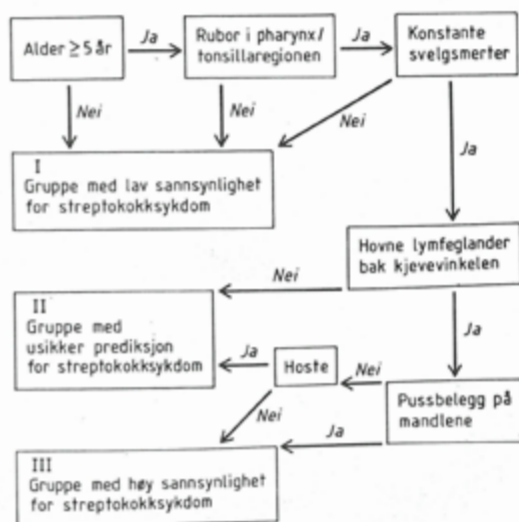 Alder ≥ 5 år
Ja
Rubor i pharynx/
tonsillaregionen
Ja
Konstante
svelgsmerter
Nei
Nei
Nei
Ja
I
Gruppe med lav sannsynlighet
for streptokokksykdom
Hovne lymfeglander
bak kjevevinkelen
Nei
Ja
II
Gruppe med
usikker prediksjon
for streptokokksykdom
Ja
Hoste
Nei
Pussbelegg på
mandlene
Nei
Ja
III
Gruppe med høy sannsynlighet
for streptokokksykdom